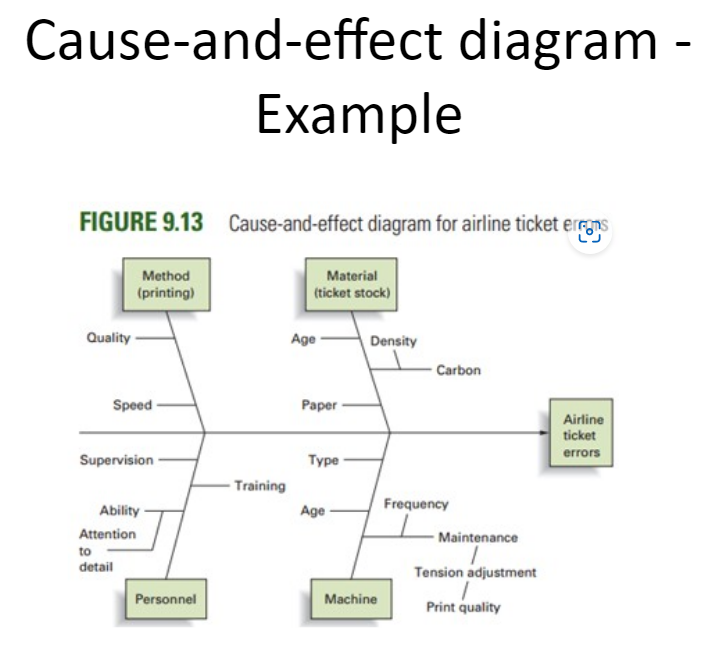 Cause-and-effect diagram -
Example
FIGURE 9.13 Cause-and-effect diagram for airline ticket errors
Method
(printing)
Material
(ticket stock)
Quality
Age
Density
Carbon
Speed
Paper
Airline
ticket
errors
Supervision
Type
Training
Ability
Age
Frequency
Attention
to
detail
Maintenance
Tension adjustment
Print quality
Personnel
Machine